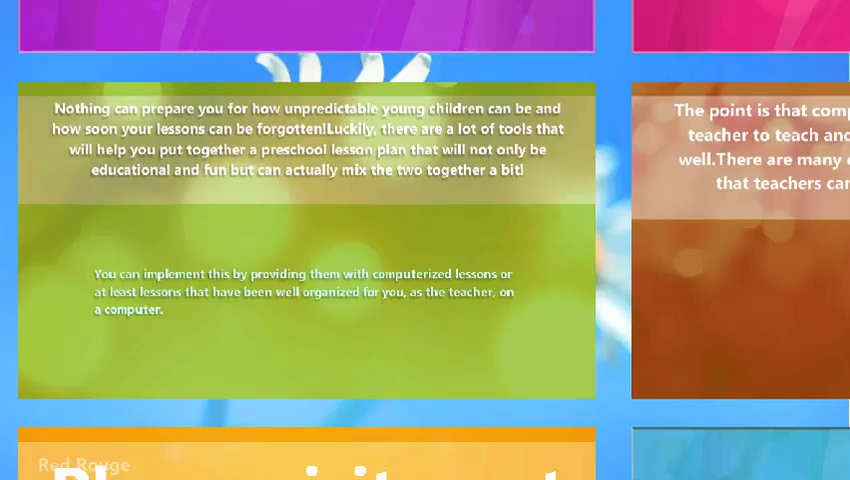 Nothing can prepare you for how unpredictable young children can be and
how soon your lessons can be forgotten!Luckily, there are a lot of tools that
will help you put together a preschool lesson plan that will not only be
educational and fun but can actually mix the two together a bit!
You can implement this by providing them with computerized lessons or
at least lessons that have been well organized for you, as the teacher, on
a computer.
The point is that comp
teacher to teach and
well.There are many
that teachers can
Red Rouge